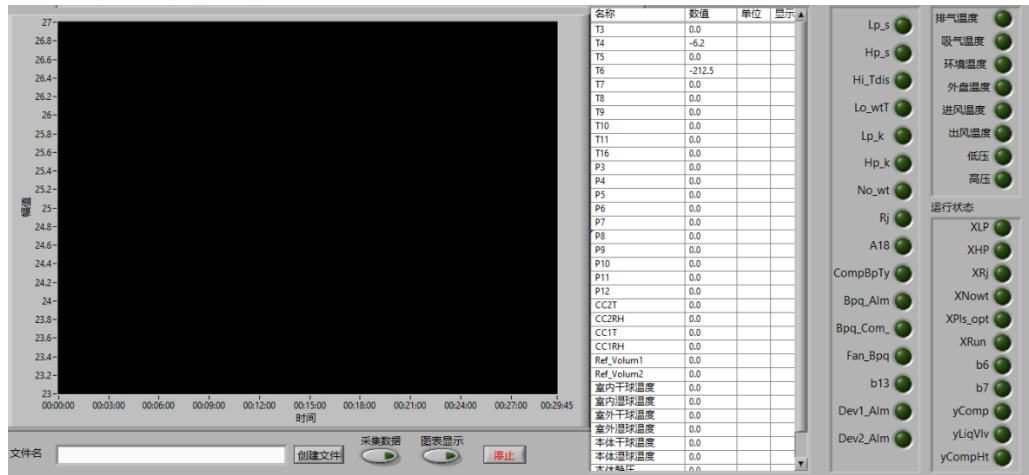 幅值
27
26.8
26.6
26.4
26.2
26
25.8
25.6
25.4
25.2
25
24.8
24.6
24.4
24.2
24
23.8
23.6
23.4
23.2
23
00:00:00 00:03:00 00:06:00 00:09:00 00:12:00 00:15:00 00:18:00 00:21:00 00:24:00 00:27:00 00:29:45
时间
文件名
创建文件
采集数据
图表显示
停止
名称 数值 单位 显示
T3 0.0
T4 -6.2
T5 0.0
T6 -212.5
T7 0.0
T8 0.0
T9 0.0
T10 0.0
T11 0.0
T16 0.0
P3 0.0
P4 0.0
P5 0.0
P6 0.0
P7 0.0
P8 0.0
P9 0.0
P10 0.0
P11 0.0
P12 0.0
CC2T 0.0
CC2RH 0.0
CC1T 0.0
CC1RH 0.0
Ref_Volum1 0.0
Ref_Volum2 0.0
室内干球温度 0.0
室内湿球温度 0.0
室外干球温度 0.0
室外湿球温度 0.0
本体干球温度 0.0
本体湿球温度 0.0
本体静压 0.0
Lp_s
Hp_s
Hi_Tdis
Lo_wtT
Lp_k
Hp_k
No_wt
Rj
A18
CompBpTy
Bpq_Alm
Bpq_Com_
Fan_Bpq
b13
Dev1_Alm
Dev2_Alm
排气温度
吸气温度
环境温度
外盘温度
进风温度
出风温度
低压
高压
运行状态
XLP
XHP
XRj
XNowt
XPls_opt
XRun
b6
b7
yComp
yLiqVlv
yCompHt